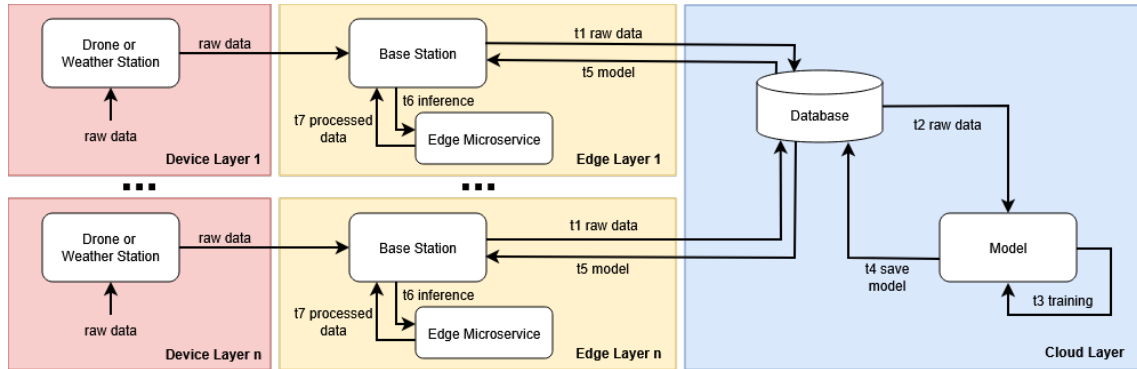 Drone or
Weather Station
raw data
raw data
Device Layer 1
Base Station
t1 raw data
t5 model
t6 inference
t7 processed
data
Edge Microservice
Edge Layer 1
Database
t2 raw data
Model
t4 save
model
t3 training
Cloud Layer
...
...
Drone or
Weather Station
raw data
raw data
Device Layer n
Base Station
t1 raw data
t5 model
t6 inference
t7 processed
data
Edge Microservice
Edge Layer n